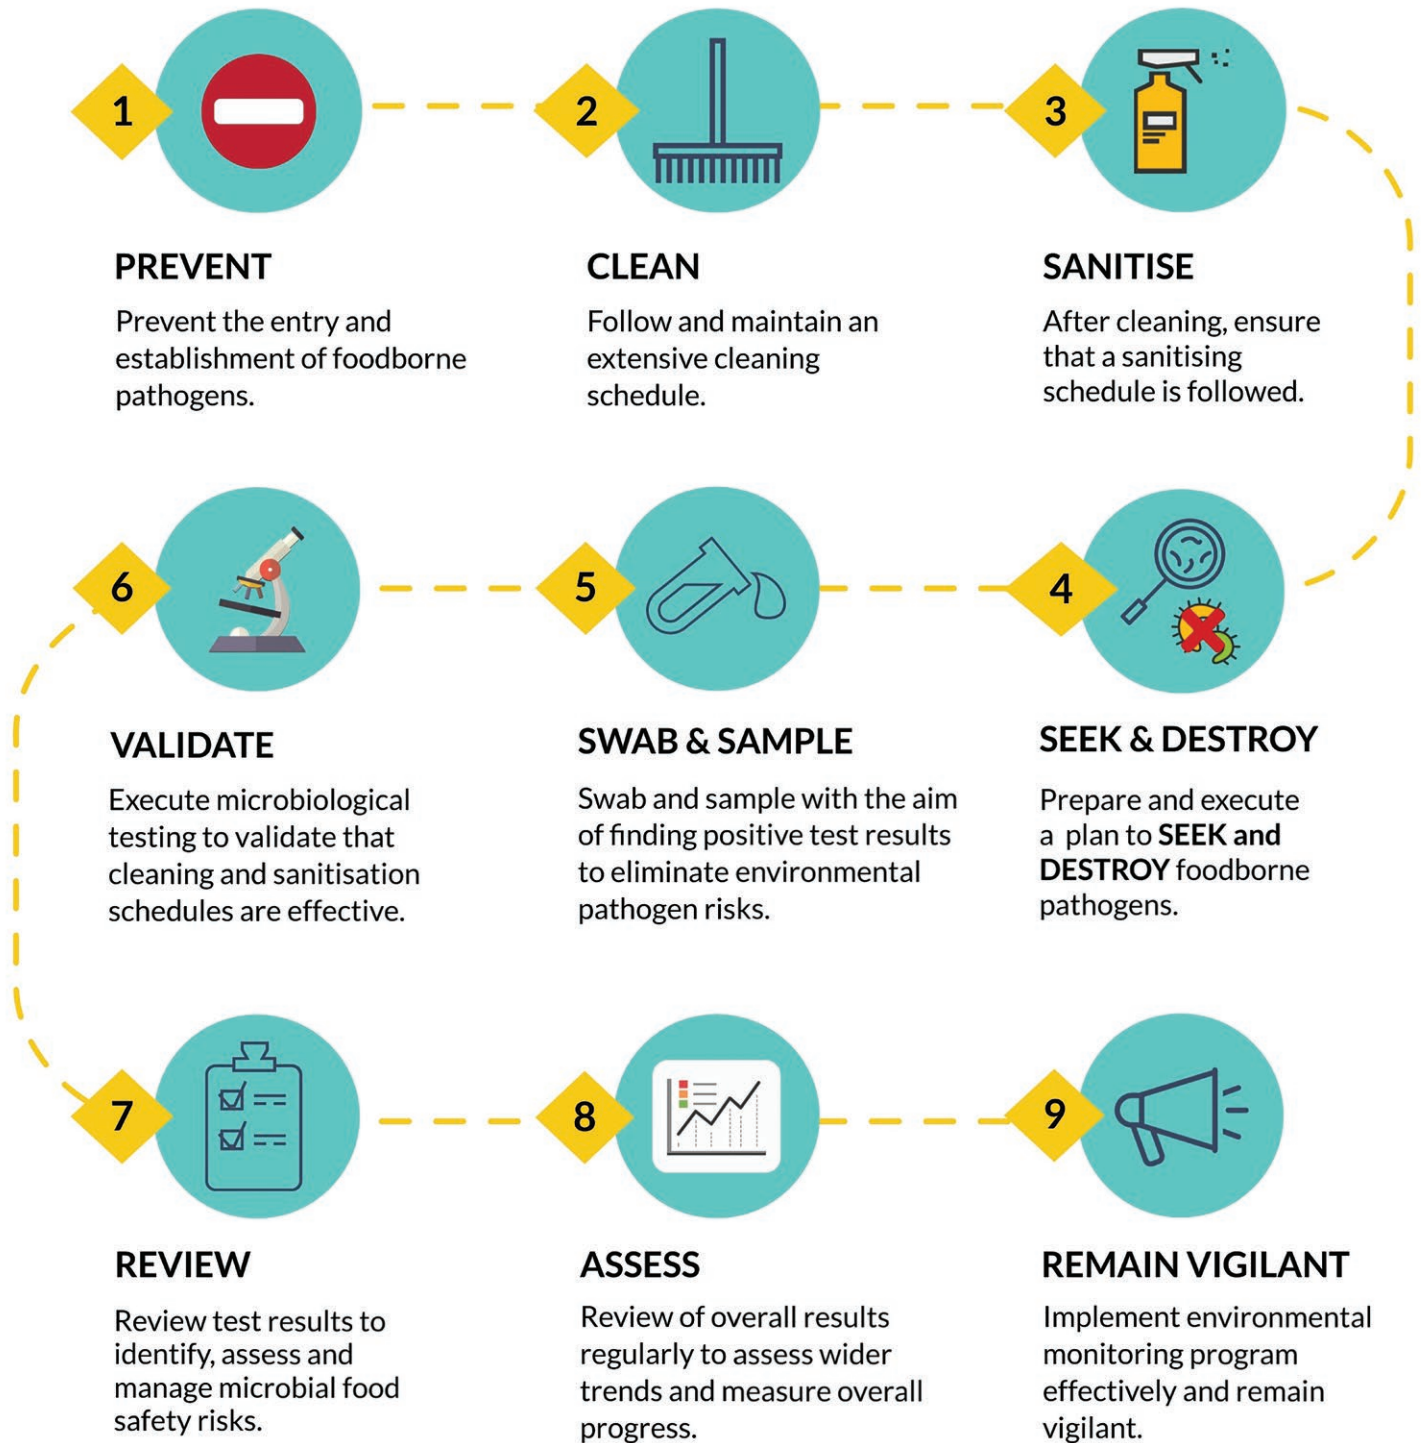 1
PREVENT
Prevent the entry and
establishment of foodborne
pathogens.
2
CLEAN
Follow and maintain an
extensive cleaning
schedule.
3
SANITISE
After cleaning, ensure
that a sanitising
schedule is followed.
4
SEEK & DESTROY
Prepare and execute
a plan to SEEK and
DESTROY foodborne
pathogens.
5
SWAB & SAMPLE
Swab and sample with the aim
of finding positive test results
to eliminate environmental
pathogen risks.
6
VALIDATE
Execute microbiological
testing to validate that
cleaning and sanitisation
schedules are effective.
7
REVIEW
Review test results to
identify, assess and
manage microbial food
safety risks.
8
ASSESS
Review of overall results
regularly to assess wider
trends and measure overall
progress.
9
REMAIN VIGILANT
Implement environmental
monitoring program
effectively and remain
vigilant.